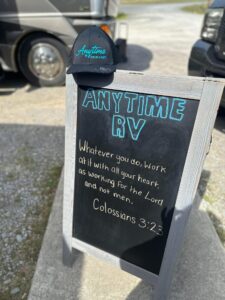 Anytime
ANYTIME
RV
Whatever you do, work
at it with all your heart,
as working for the Lord
and not men.
Colossians 3:23